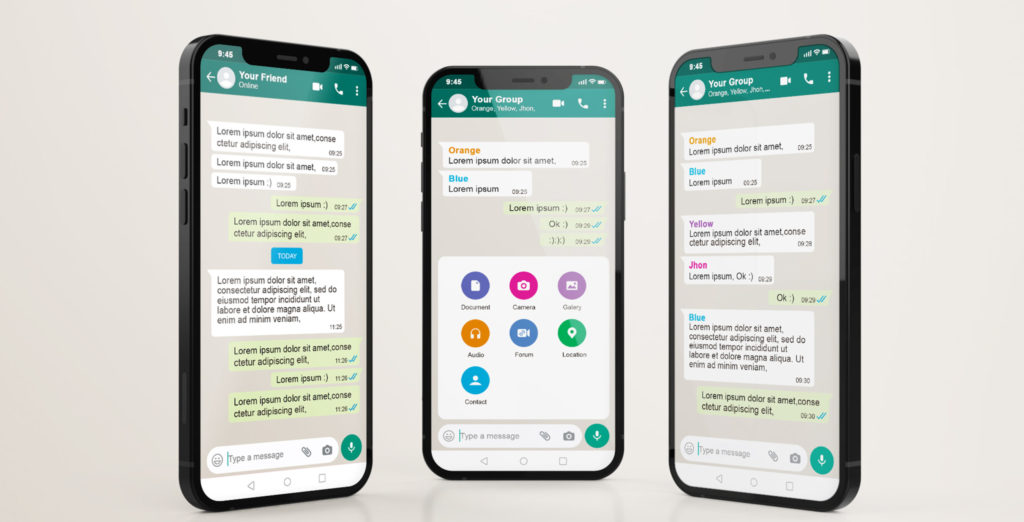 9:45
Your Friend
Online
Lorem ipsum dolor sit amet,conse
ctetur adipiscing elit,
09:25
Lorem ipsum dolor sit amet, 09:25
Lorem ipsum :) 09:25
Lorem ipsum :) 09:27
Lorem ipsum dolor sit amet,conse
ctetur adipiscing elit,
09:27
TODAY
Lorem ipsum dolor sit amet,
consectetur adipiscing elit, sed do
eiusmod tempor incididunt ut
labore et dolore magna aliqua. Ut
enim ad minim veniam,
11:25
Lorem ipsum dolor sit amet,conse
ctetur adipiscing elit, 11:26
Lorem ipsum :) 11:26
Lorem ipsum dolor sit amet,conse
ctetur adipiscing elit, 11:26
Type a message
9:45
Your Group
Orange, Yellow, Jhon,
Orange
Lorem ipsum dolor sit amet, 09:25
Blue
Lorem ipsum 09:25
Lorem ipsum :) 09:27
Ok :) 09:29
:):):) 09:29
Document Camera Galery
Audio Forum Location
Contact
Type a message
9:45
Your Group
Orange, Yellow, Jhon,...
Orange
Lorem ipsum dolor sit amet, 09:25
Blue
Lorem ipsum 09:25
Lorem ipsum :) 09:27
Yellow
Lorem ipsum dolor sit amet,conse
ctetur adipiscing elit, 09:28
Jhon
Lorem ipsum, Ok :) 09:29
Ok :) 09:29
Blue
Lorem ipsum dolor sit amet,
consectetur adipiscing elit, sed do
eiusmod tempor incididunt ut
labore et dolore magna aliqua. Ut
enim ad minim veniam,
09:30
Lorem ipsum dolor sit amet,conse
ctetur adipiscing elit, 09:30
Type a message